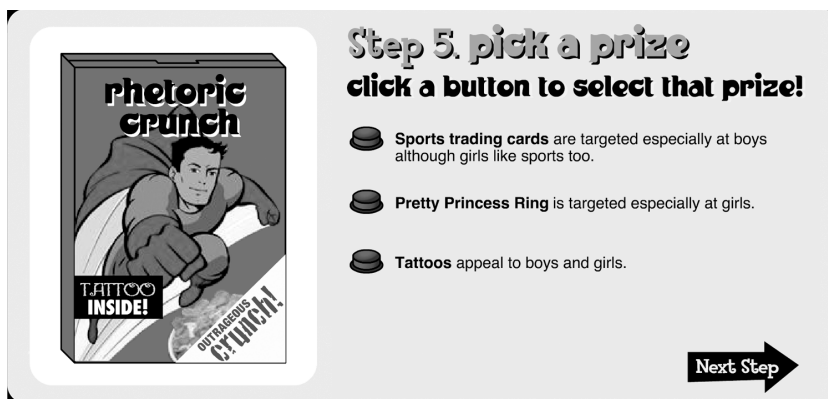 Step 5. pick a prize
click a button to select that prize!
rhetoric
crunch
TATTOO
INSIDE!
OUTRAGEOUS
crunch!
Sports trading cards are targeted especially at boys
although girls like sports too.
Pretty Princess Ring is targeted especially at girls.
Tattoos appeal to boys and girls.
Next Step